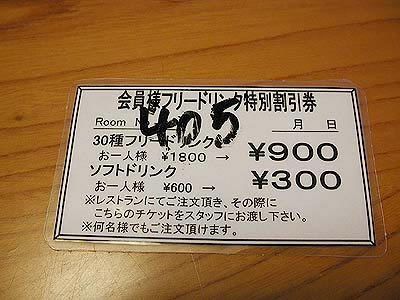 会員様フリードリンク特別割引券
Room N 405 月 日
30種フリードリンク
お一人様 ¥1800 → ¥900
ソフトドリンク
お一人様 ¥600 → ¥300
※レストランにてご注文頂き、その際に
こちらのチケットをスタッフにお渡し下さい。
※何名様でもご注文頂けます。